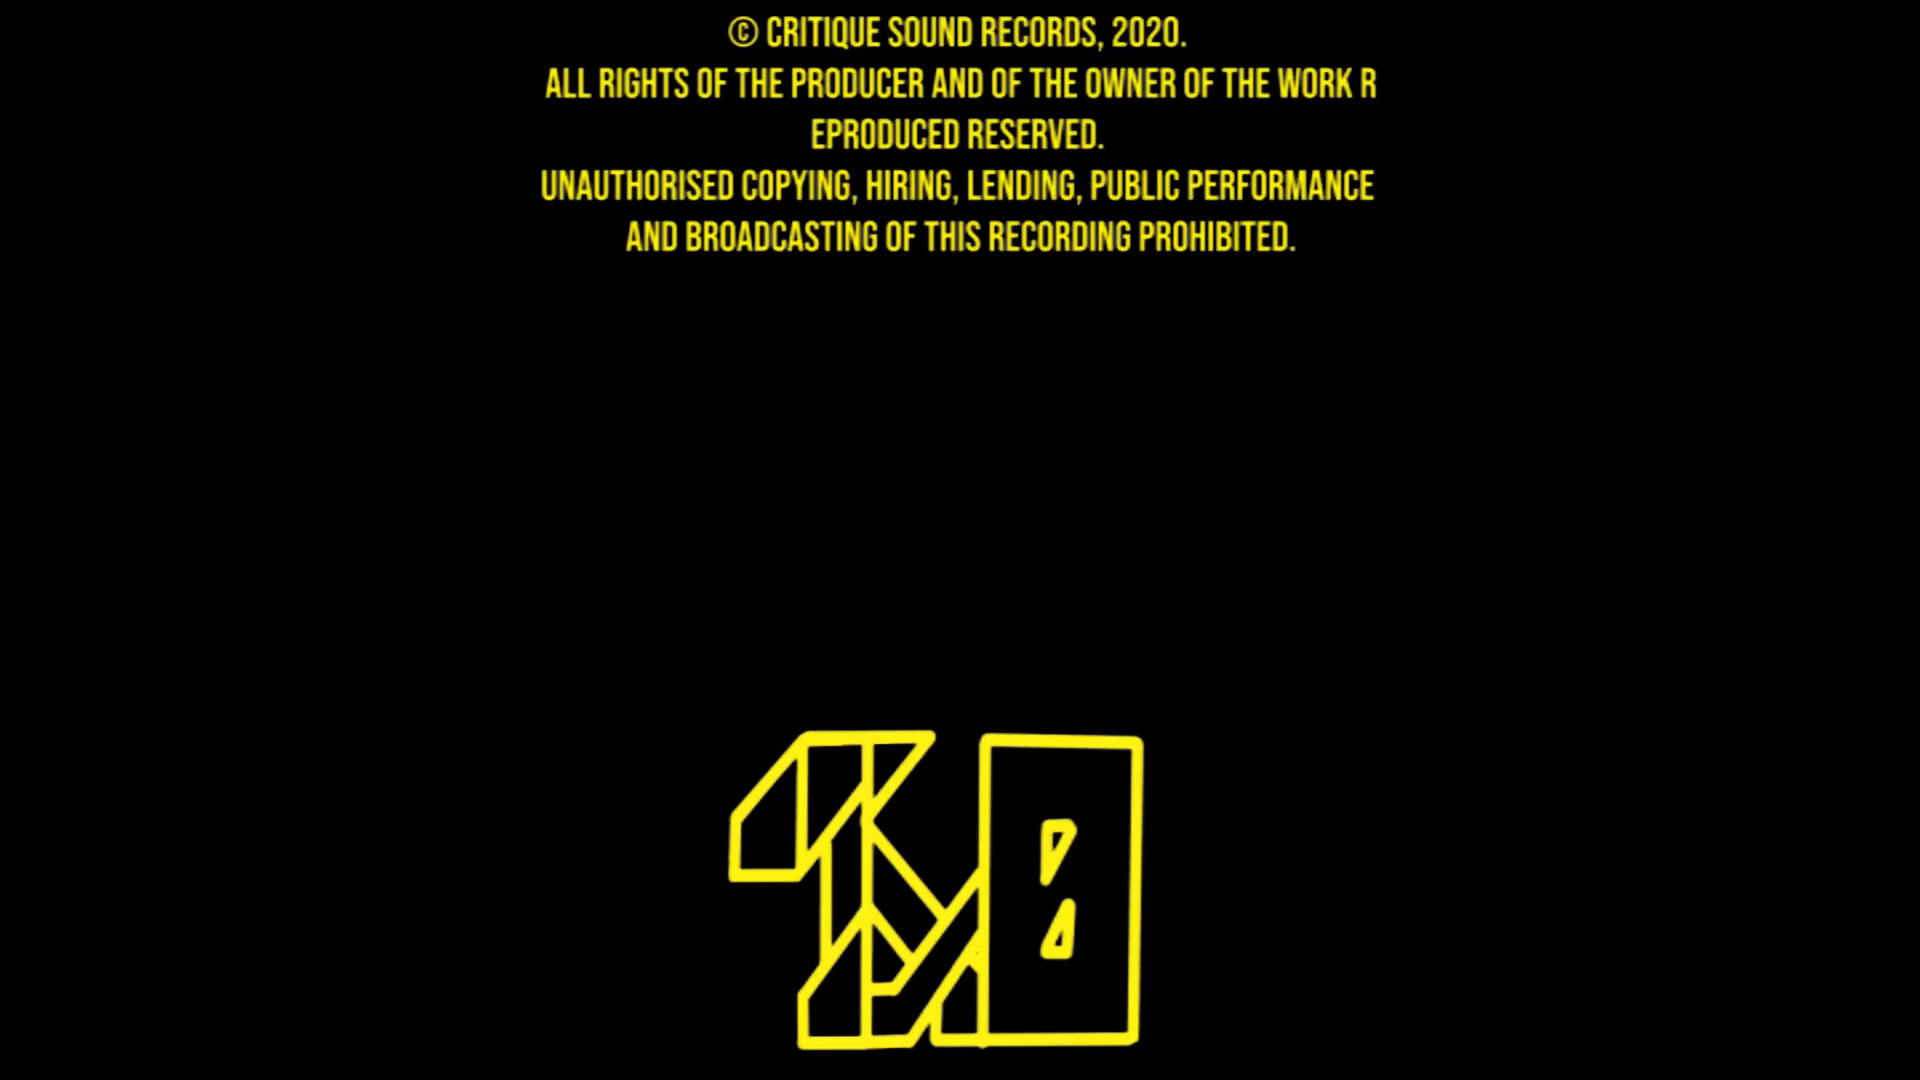 © CRITIQUE SOUND RECORDS, 2020.
ALL RIGHTS OF THE PRODUCER AND OF THE OWNER OF THE WORK R
EPRODUCED RESERVED.
UNAUTHORISED COPYING, HIRING, LENDING, PUBLIC PERFORMANCE
AND BROADCASTING OF THIS RECORDING PROHIBITED.